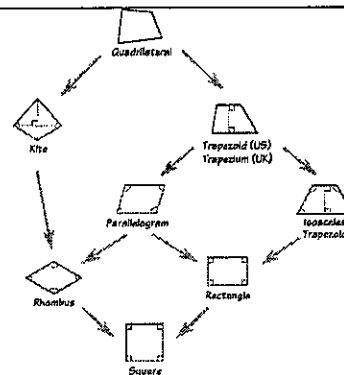 Quadrilateral
Kite
Trapezoid (US)
Trapezium (UK)
Parallelogram
Isosceles
Trapezoid
Rhombus
Rectangle
Square